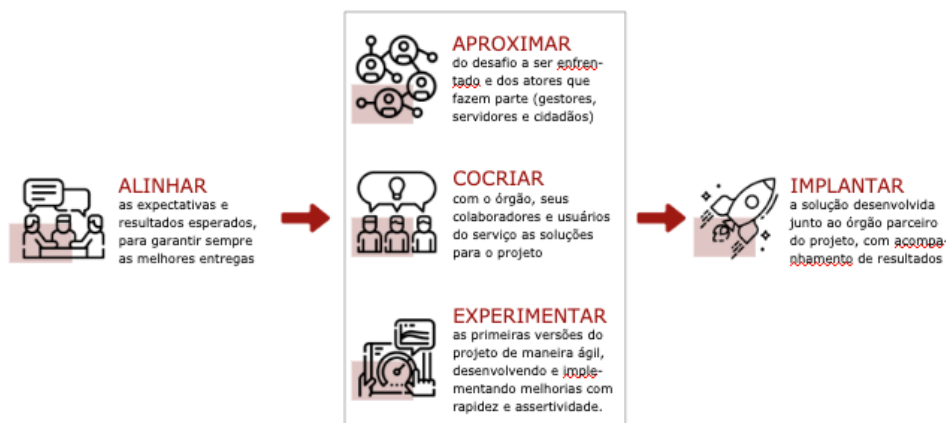 ALINHAR
as expectativas e
resultados esperados,
para garantir sempre
as melhores entregas
APROXIMAR
do desafio a ser enfren-
tado e dos atores que
fazem parte (gestores,
servidores e cidadãos)
COCRIAR
com o órgão, seus
colaboradores e usuários
do serviço as soluções
para o projeto
EXPERIMENTAR
as primeiras versões do
projeto de maneira ágil,
desenvolvendo e imple-
mentando melhorias com
rapidez e assertividade.
IMPLANTAR
a solução desenvolvida
junto ao órgão parceiro
do projeto, com acompa-
nhamento de resultados